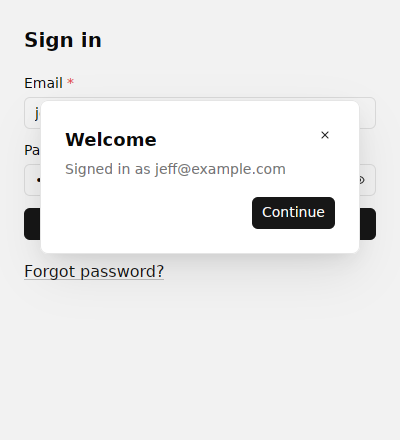 Sign in
Email *
Welcome
×
Signed in as jeff@example.com
Continue
Forgot password?